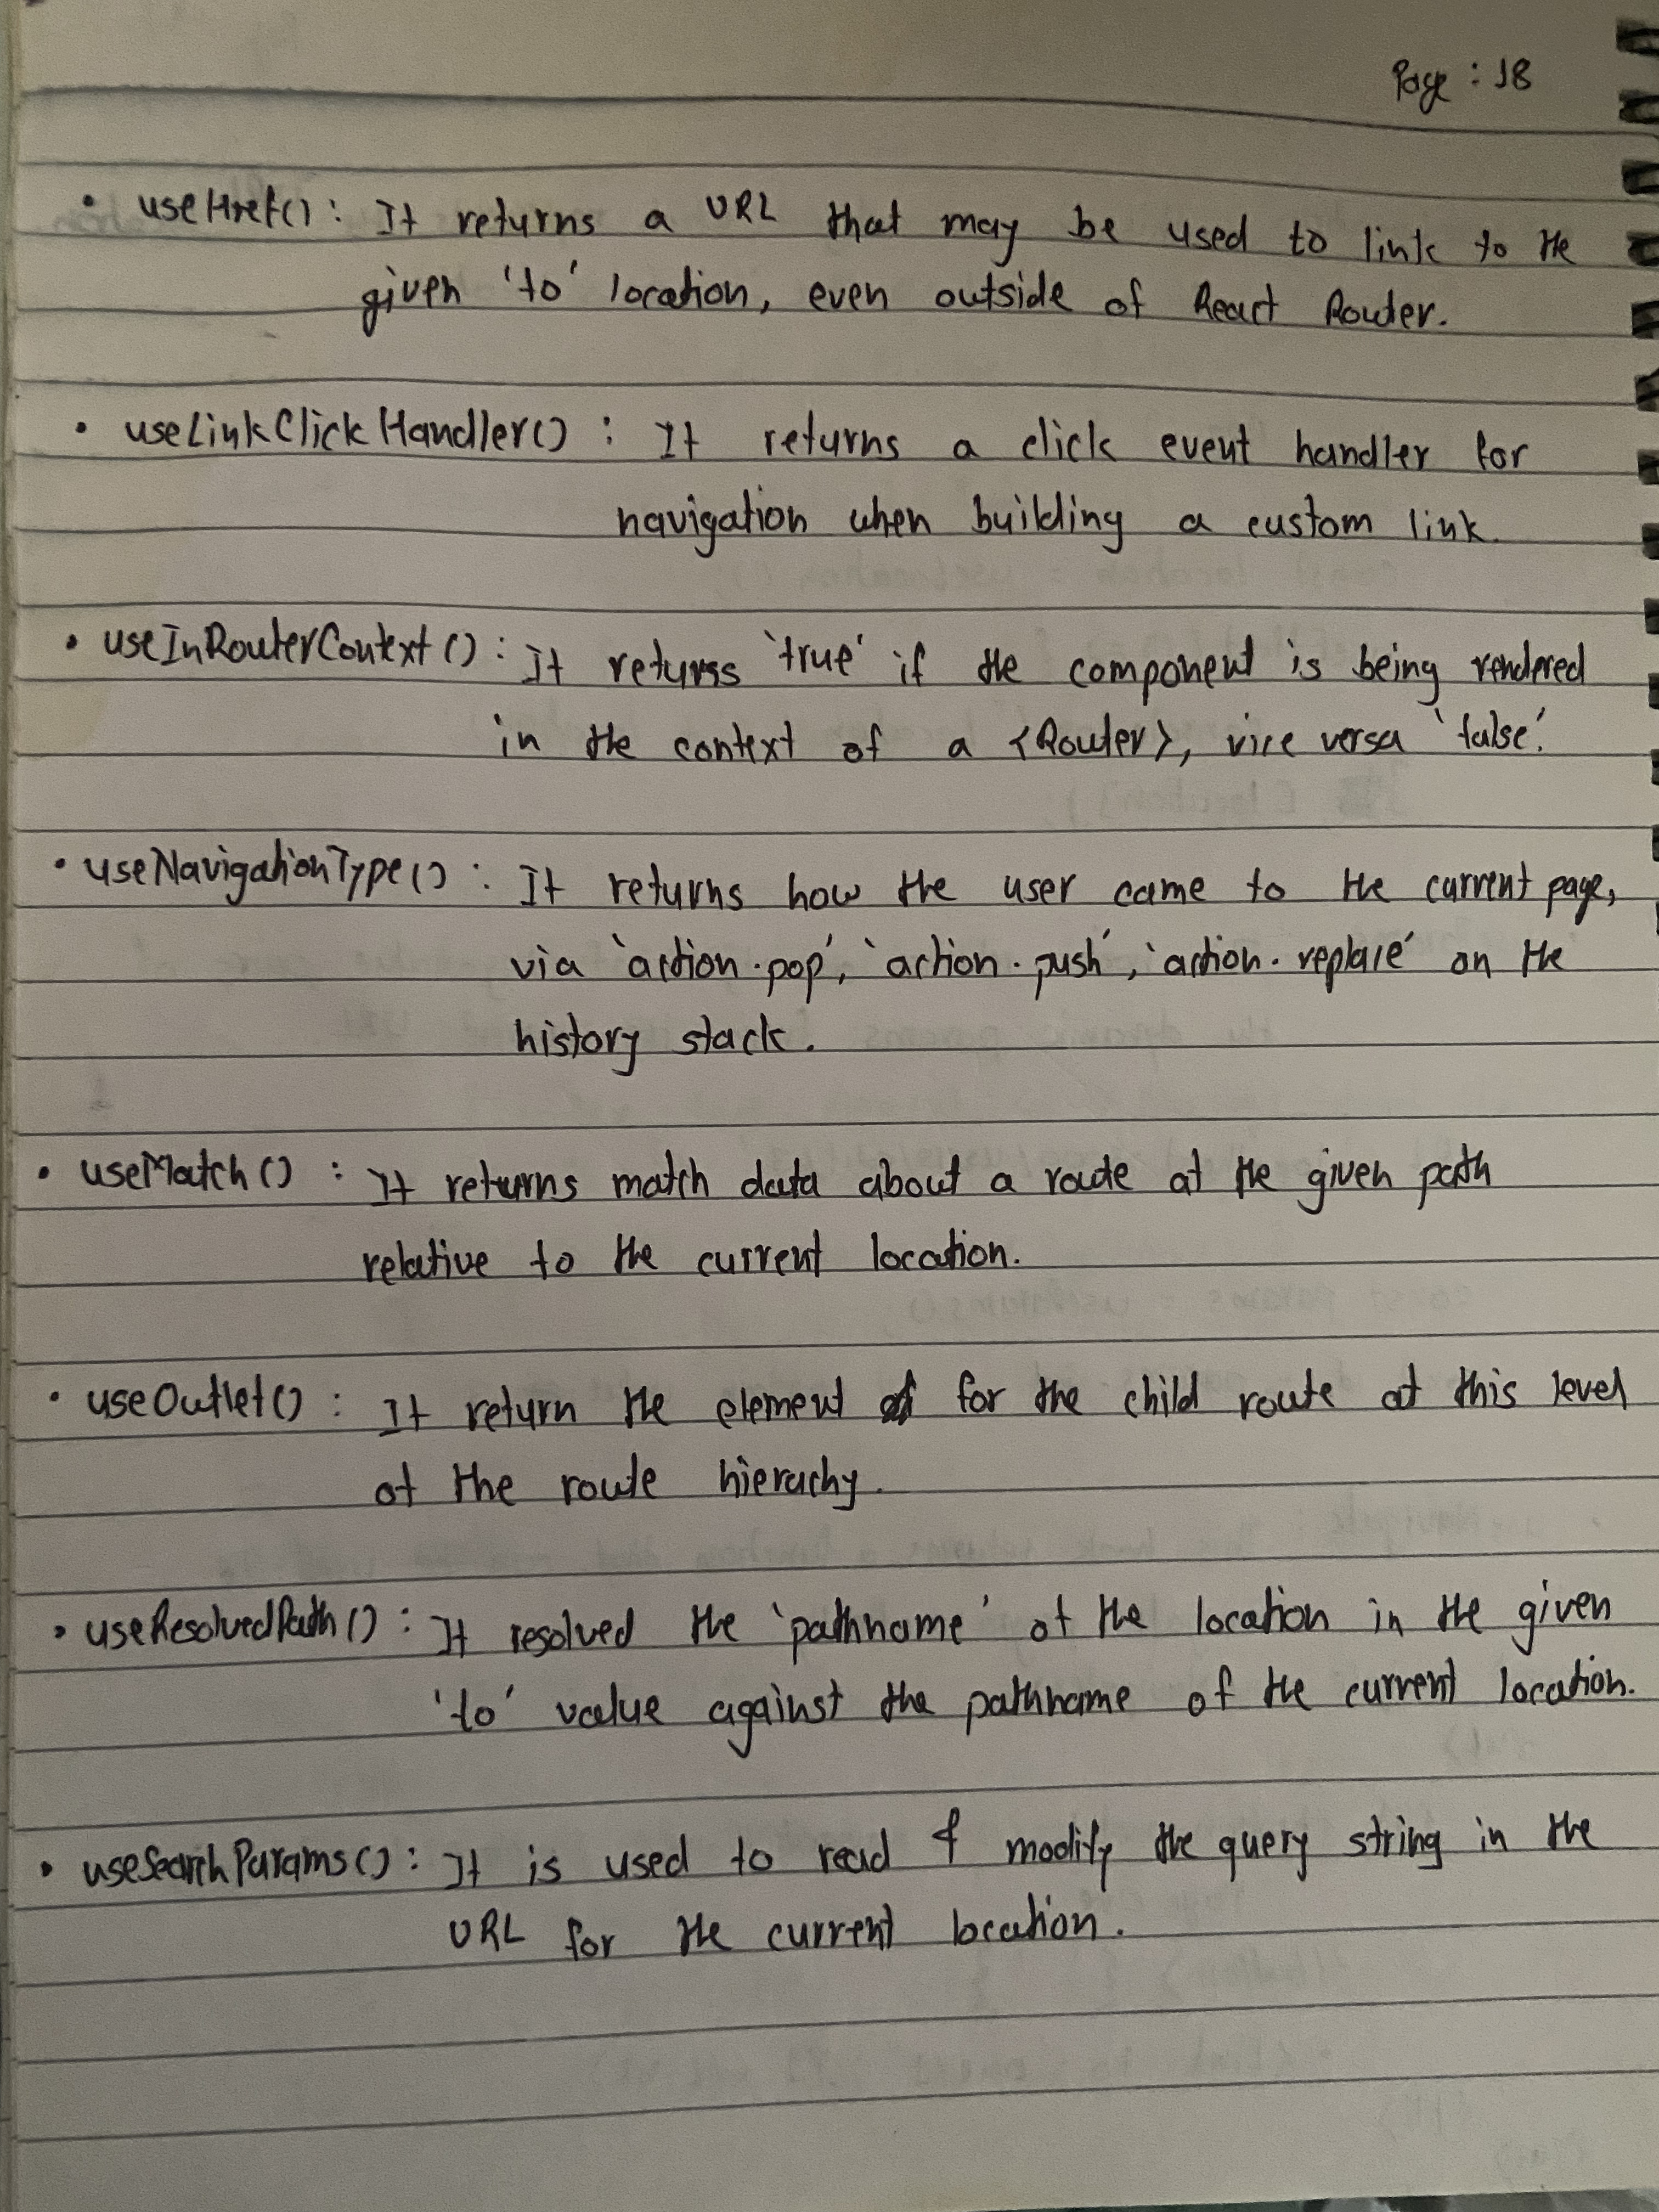 Page : 18
• useHref() : It returns a URL that may be used to link to the
given 'to' location, even outside of React Router.
• useLinkClickHandler() : It returns a click event handler for
navigation when building a custom link.
• useInRouterContext() : It returns 'true' if the component is being rendered
in the context of a <Router>, vice versa 'false'.
• useNavigationType() : It returns how the user came to the current page,
via 'action.pop', 'action.push', 'action.replace' on the
history stack.
• useMatch() : It returns match data about a route at the given path
relative to the current location.
• useOutlet() : It return the element for the child route at this level
of the route hierachy.
• useResolvedPath() : It resolved the 'pathname' of the location in the given
'to' value against the pathname of the current location.
• useSearchParams() : It is used to read & modify the query string in the
URL for the current location.